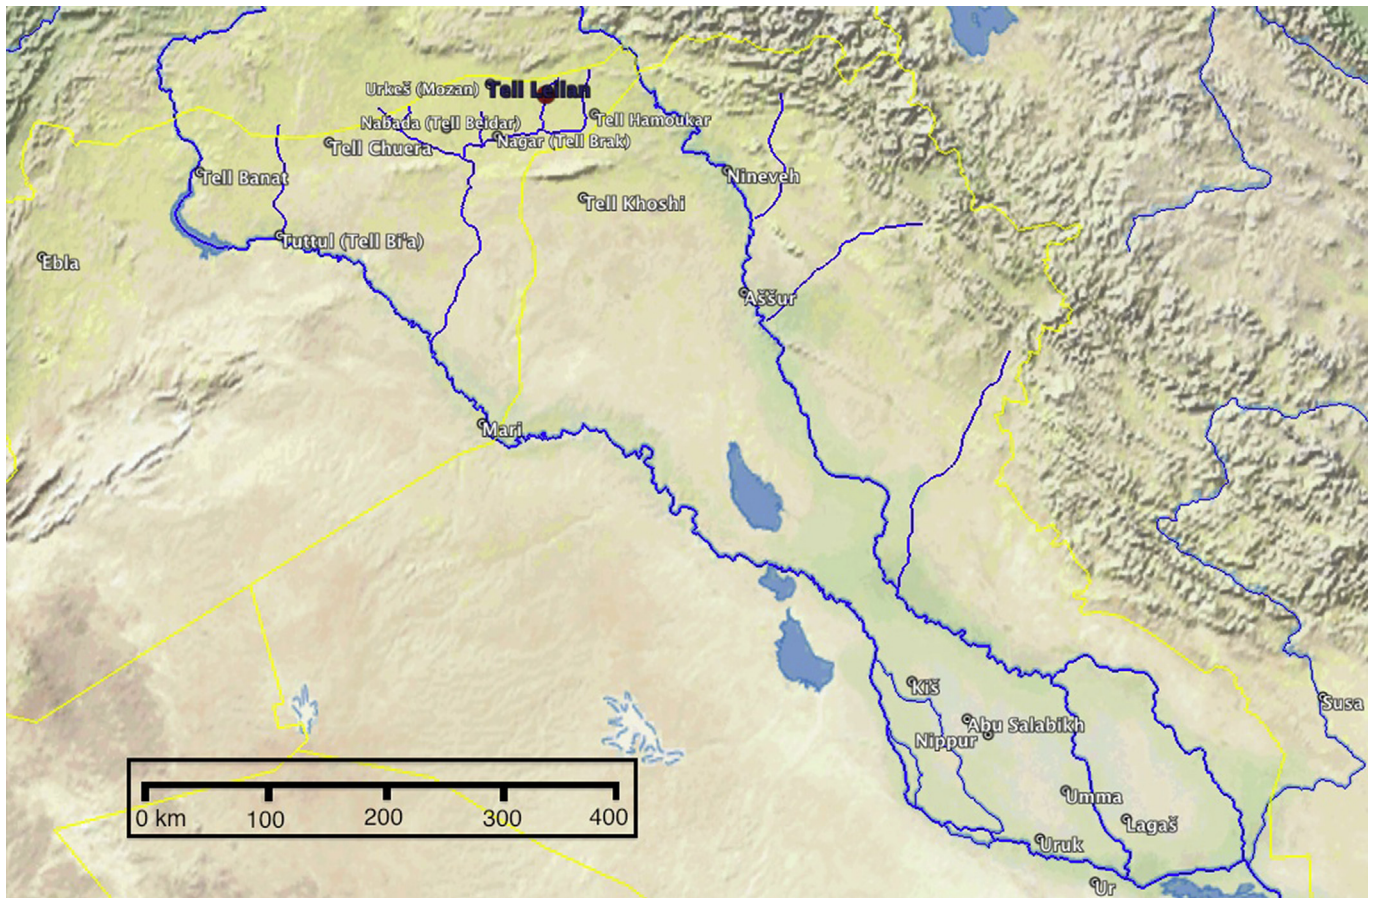 Urkeš (Mozan)
Tell Leilan
Nabada (Tell Beidar)
Tell Hamoukar
Tell Chuera
Nagar (Tell Brak)
Tell Banat
Nineveh
Tell Khoshi
Tuttul (Tell Bi'a)
Ebla
Aššur
Mari
Kiš
Susa
Abu Salabikh
Nippur
Umma
Lagaš
Uruk
Ur
0 km 100 200 300 400